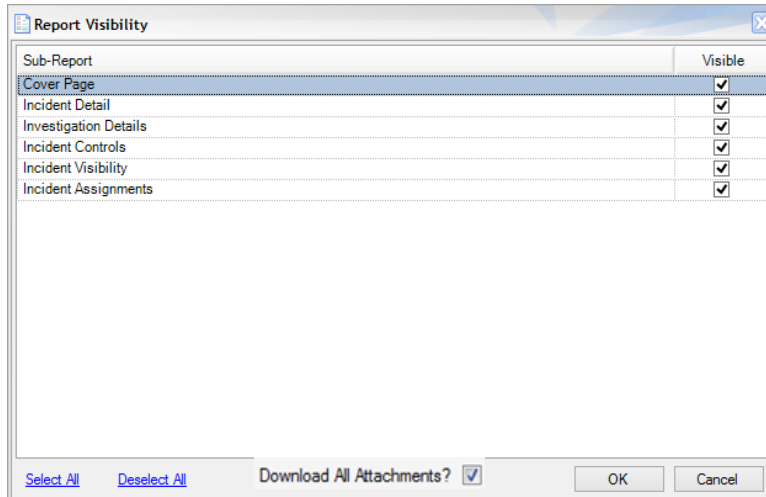 Report Visibility
Sub-Report Visible
Cover Page
Incident Detail
Investigation Details
Incident Controls
Incident Visibility
Incident Assignments
Select All Deselect All Download All Attachments? OK Cancel